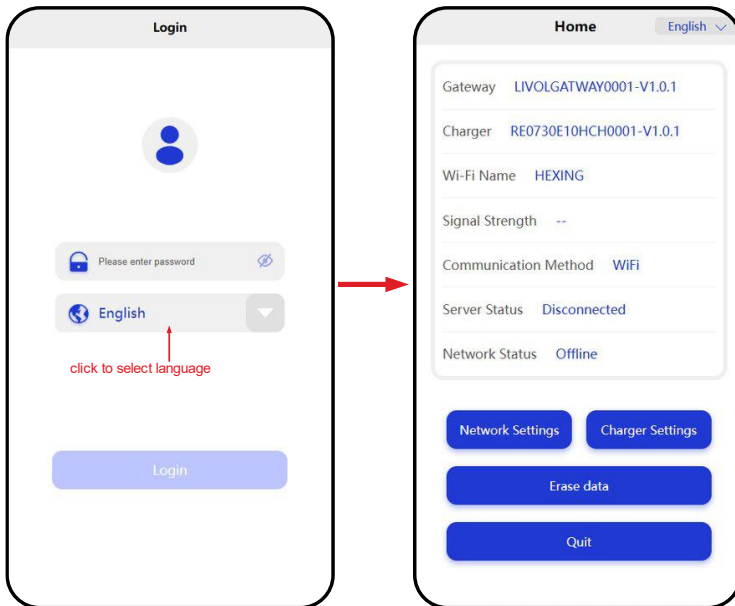 Login
Please enter password
English
click to select language
Login
Home
English
Gateway LIVOLGATWAY0001-V1.0.1
Charger RE0730E10HCH0001-V1.0.1
Wi-Fi Name HEXING
Signal Strength --
Communication Method WiFi
Server Status Disconnected
Network Status Offline
Network Settings
Charger Settings
Erase data
Quit